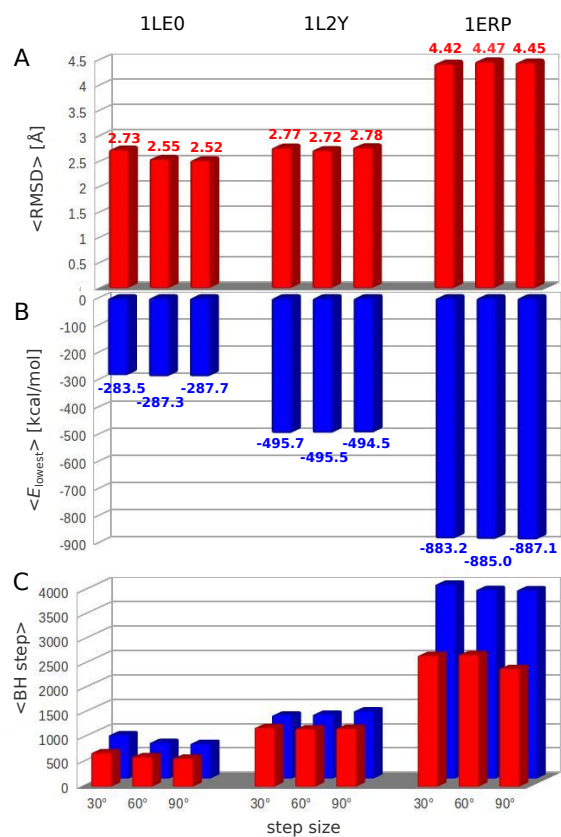 1LE0 1L2Y 1ERP
A
<RMSD> [Å]
4.5
4
3.5
3
2.5
2
1.5
1
0.5
2.73 2.55 2.52
2.77 2.72 2.78
4.42 4.47 4.45
B
<Elowest> [kcal/mol]
0
-100
-200
-300
-400
-500
-600
-700
-800
-900
-283.5 -287.3 -287.7
-495.7 -495.5 -494.5
-883.2 -885.0 -887.1
C
<BH step>
4000
3500
3000
2500
2000
1500
1000
500
0
30° 60° 90° 30° 60° 90° 30° 60° 90°
step size